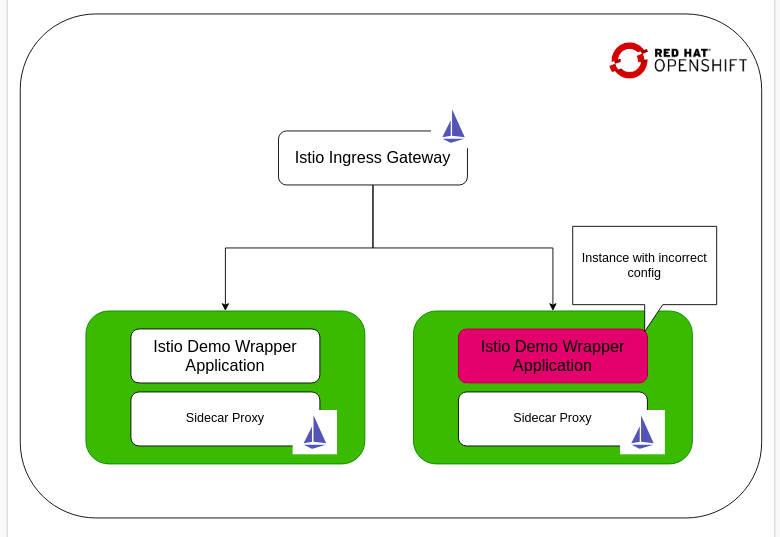 RED HAT
OPENSHIFT
Istio Ingress Gateway
Instance with incorrect
config
Istio Demo Wrapper
Application
Sidecar Proxy
Istio Demo Wrapper
Application
Sidecar Proxy